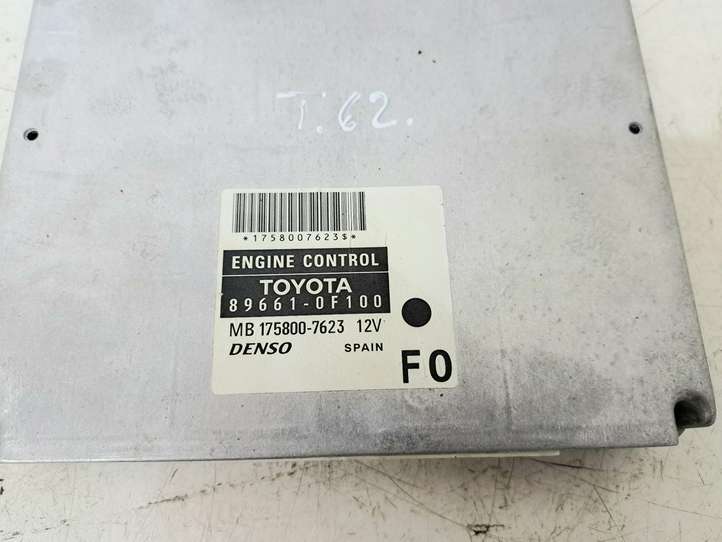 T.62.
*1758007623$*
ENGINE CONTROL
TOYOTA
89661-0F100
MB 175800-7623 12V
DENSO SPAIN
F0